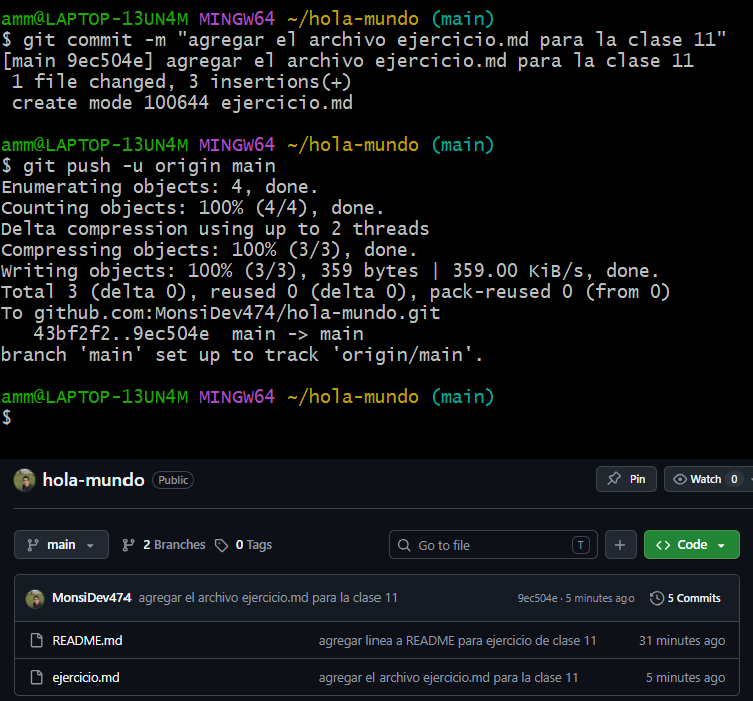 amm@LAPTOP-13UN4M MINGW64 ~/hola-mundo (main)
$ git commit -m "agregar el archivo ejercicio.md para la clase 11"
[main 9ec504e] agregar el archivo ejercicio.md para la clase 11
 1 file changed, 3 insertions(+)
 create mode 100644 ejercicio.md
amm@LAPTOP-13UN4M MINGW64 ~/hola-mundo (main)
$ git push -u origin main
Enumerating objects: 4, done.
Counting objects: 100% (4/4), done.
Delta compression using up to 2 threads
Compressing objects: 100% (3/3), done.
Writing objects: 100% (3/3), 359 bytes | 359.00 KiB/s, done.
Total 3 (delta 0), reused 0 (delta 0), pack-reused 0 (from 0)
To github.com:MonsiDev474/hola-mundo.git
   43bf2f2..9ec504e  main -> main
branch 'main' set up to track 'origin/main'.
amm@LAPTOP-13UN4M MINGW64 ~/hola-mundo (main)
$
hola-mundo Public Pin Watch 0
main 2 Branches 0 Tags Go to file T + <> Code
MonsiDev474 agregar el archivo ejercicio.md para la clase 11 9ec504e · 5 minutes ago 5 Commits
README.md agregar linea a README para ejercicio de clase 11 31 minutes ago
ejercicio.md agregar el archivo ejercicio.md para la clase 11 5 minutes ago